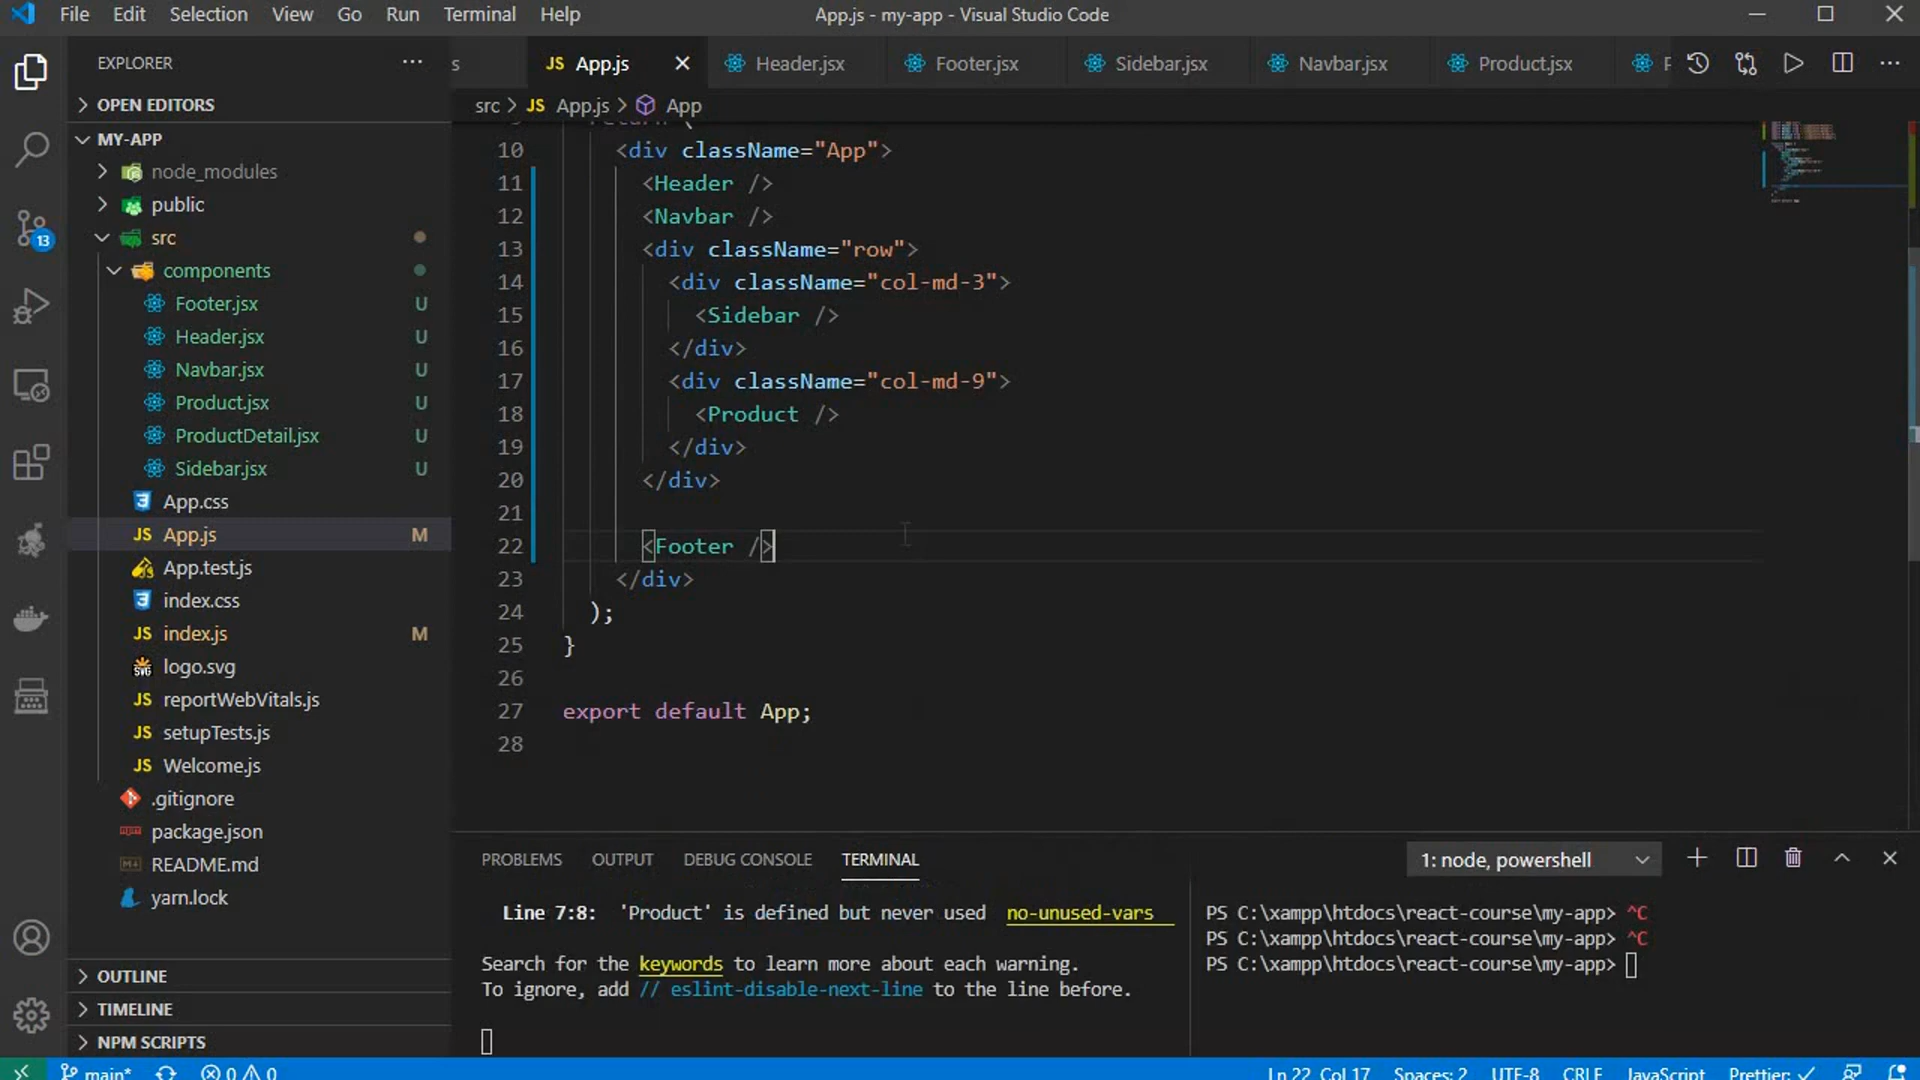 File Edit Selection View Go Run Terminal Help App.js - my-app - Visual Studio Code
EXPLORER
s App.js Header.jsx Footer.jsx Sidebar.jsx Navbar.jsx Product.jsx
OPEN EDITORS
src > JS App.js > App
MY-APP
node_modules
public
src
components
Footer.jsx U
Header.jsx U
Navbar.jsx U
Product.jsx U
ProductDetail.jsx U
Sidebar.jsx U
App.css
JS App.js M
App.test.js
index.css
JS index.js M
logo.svg
JS reportWebVitals.js
JS setupTests.js
JS Welcome.js
.gitignore
package.json
README.md
yarn.lock
OUTLINE
TIMELINE
NPM SCRIPTS
13
return (
10 <div className="App">
11 <Header />
12 <Navbar />
13 <div className="row">
14 <div className="col-md-3">
15 <Sidebar />
16 </div>
17 <div className="col-md-9">
18 <Product />
19 </div>
20 </div>
21
22 <Footer />
23 </div>
24 );
25 }
26
27 export default App;
28
PROBLEMS OUTPUT DEBUG CONSOLE TERMINAL 1: node, powershell
Line 7:8: 'Product' is defined but never used no-unused-vars
Search for the keywords to learn more about each warning.
To ignore, add // eslint-disable-next-line to the line before.
PS C:\xampp\htdocs\react-course\my-app> ^C
PS C:\xampp\htdocs\react-course\my-app> ^C
PS C:\xampp\htdocs\react-course\my-app>
main* 0 0 Ln 22, Col 17 Spaces: 2 UTF-8 CRLF JavaScript Prettier: ✓